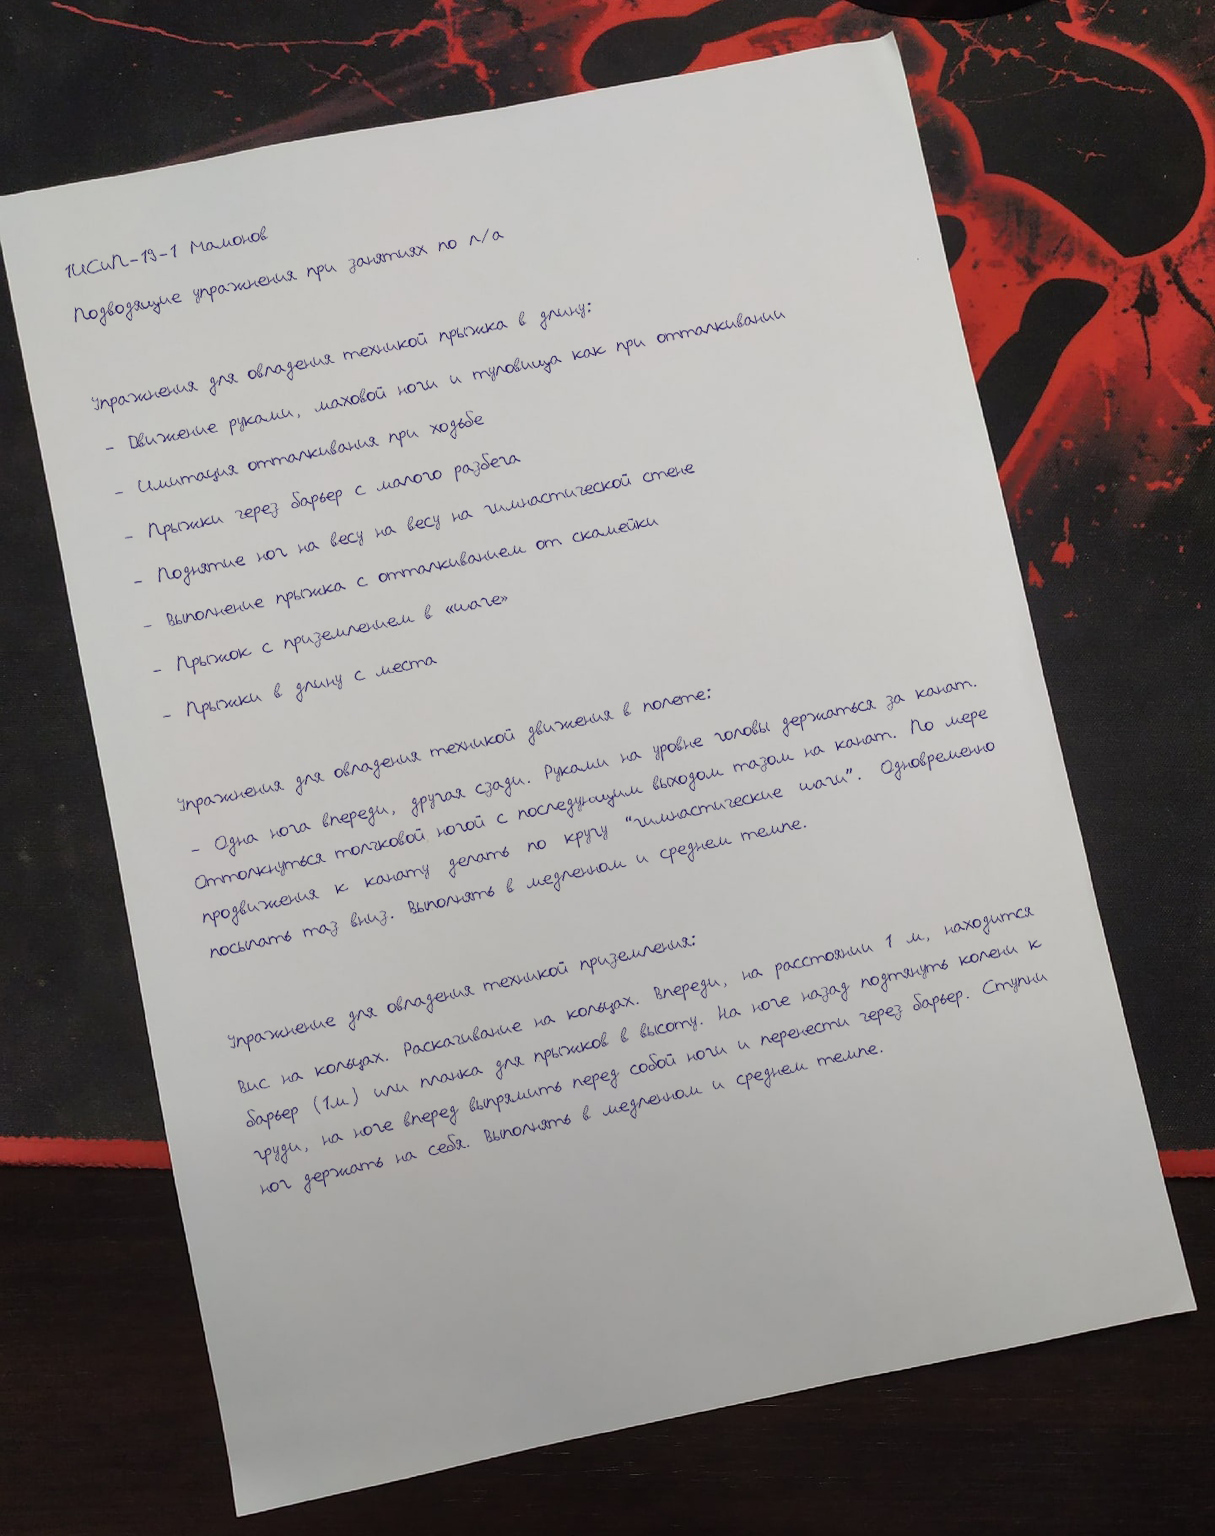 1ИСиП-19-1 Мамонов
Подводящие упражнения при занятиях по л/а
Упражнения для овладения техникой прыжка в длину:
- Движение руками, маховой ноги и туловища как при отталкивании
- Имитация отталкивания при ходьбе
- Прыжки через барьер с малого разбега
- Поднятие ног на весу на весу на гимнастической стене
- Выполнение прыжка с отталкиванием от скамейки
- Прыжок с приземлением в «шаге»
- Прыжки в длину с места
Упражнения для овладения техникой движения в полете:
- Одна нога впереди, другая сзади. Руками на уровне головы держаться за канат.
Оттолкнуться толчковой ногой с последующим выходом тазом на канат. По мере
продвижения к канату делать по кругу "гимнастические шаги". Одновременно
посылать таз вниз. Выполнять в медленном и среднем темпе.
Упражнение для овладения техникой приземления:
Вис на кольцах. Раскачивание на кольцах. Впереди, на расстоянии 1 м, находится
барьер (1м) или планка для прыжков в высоту. На ноге назад подтянуть колени к
груди, на ноге вперед выпрямить перед собой ноги и перенести через барьер. Ступни
ног держать на себя. Выполнять в медленном и среднем темпе.